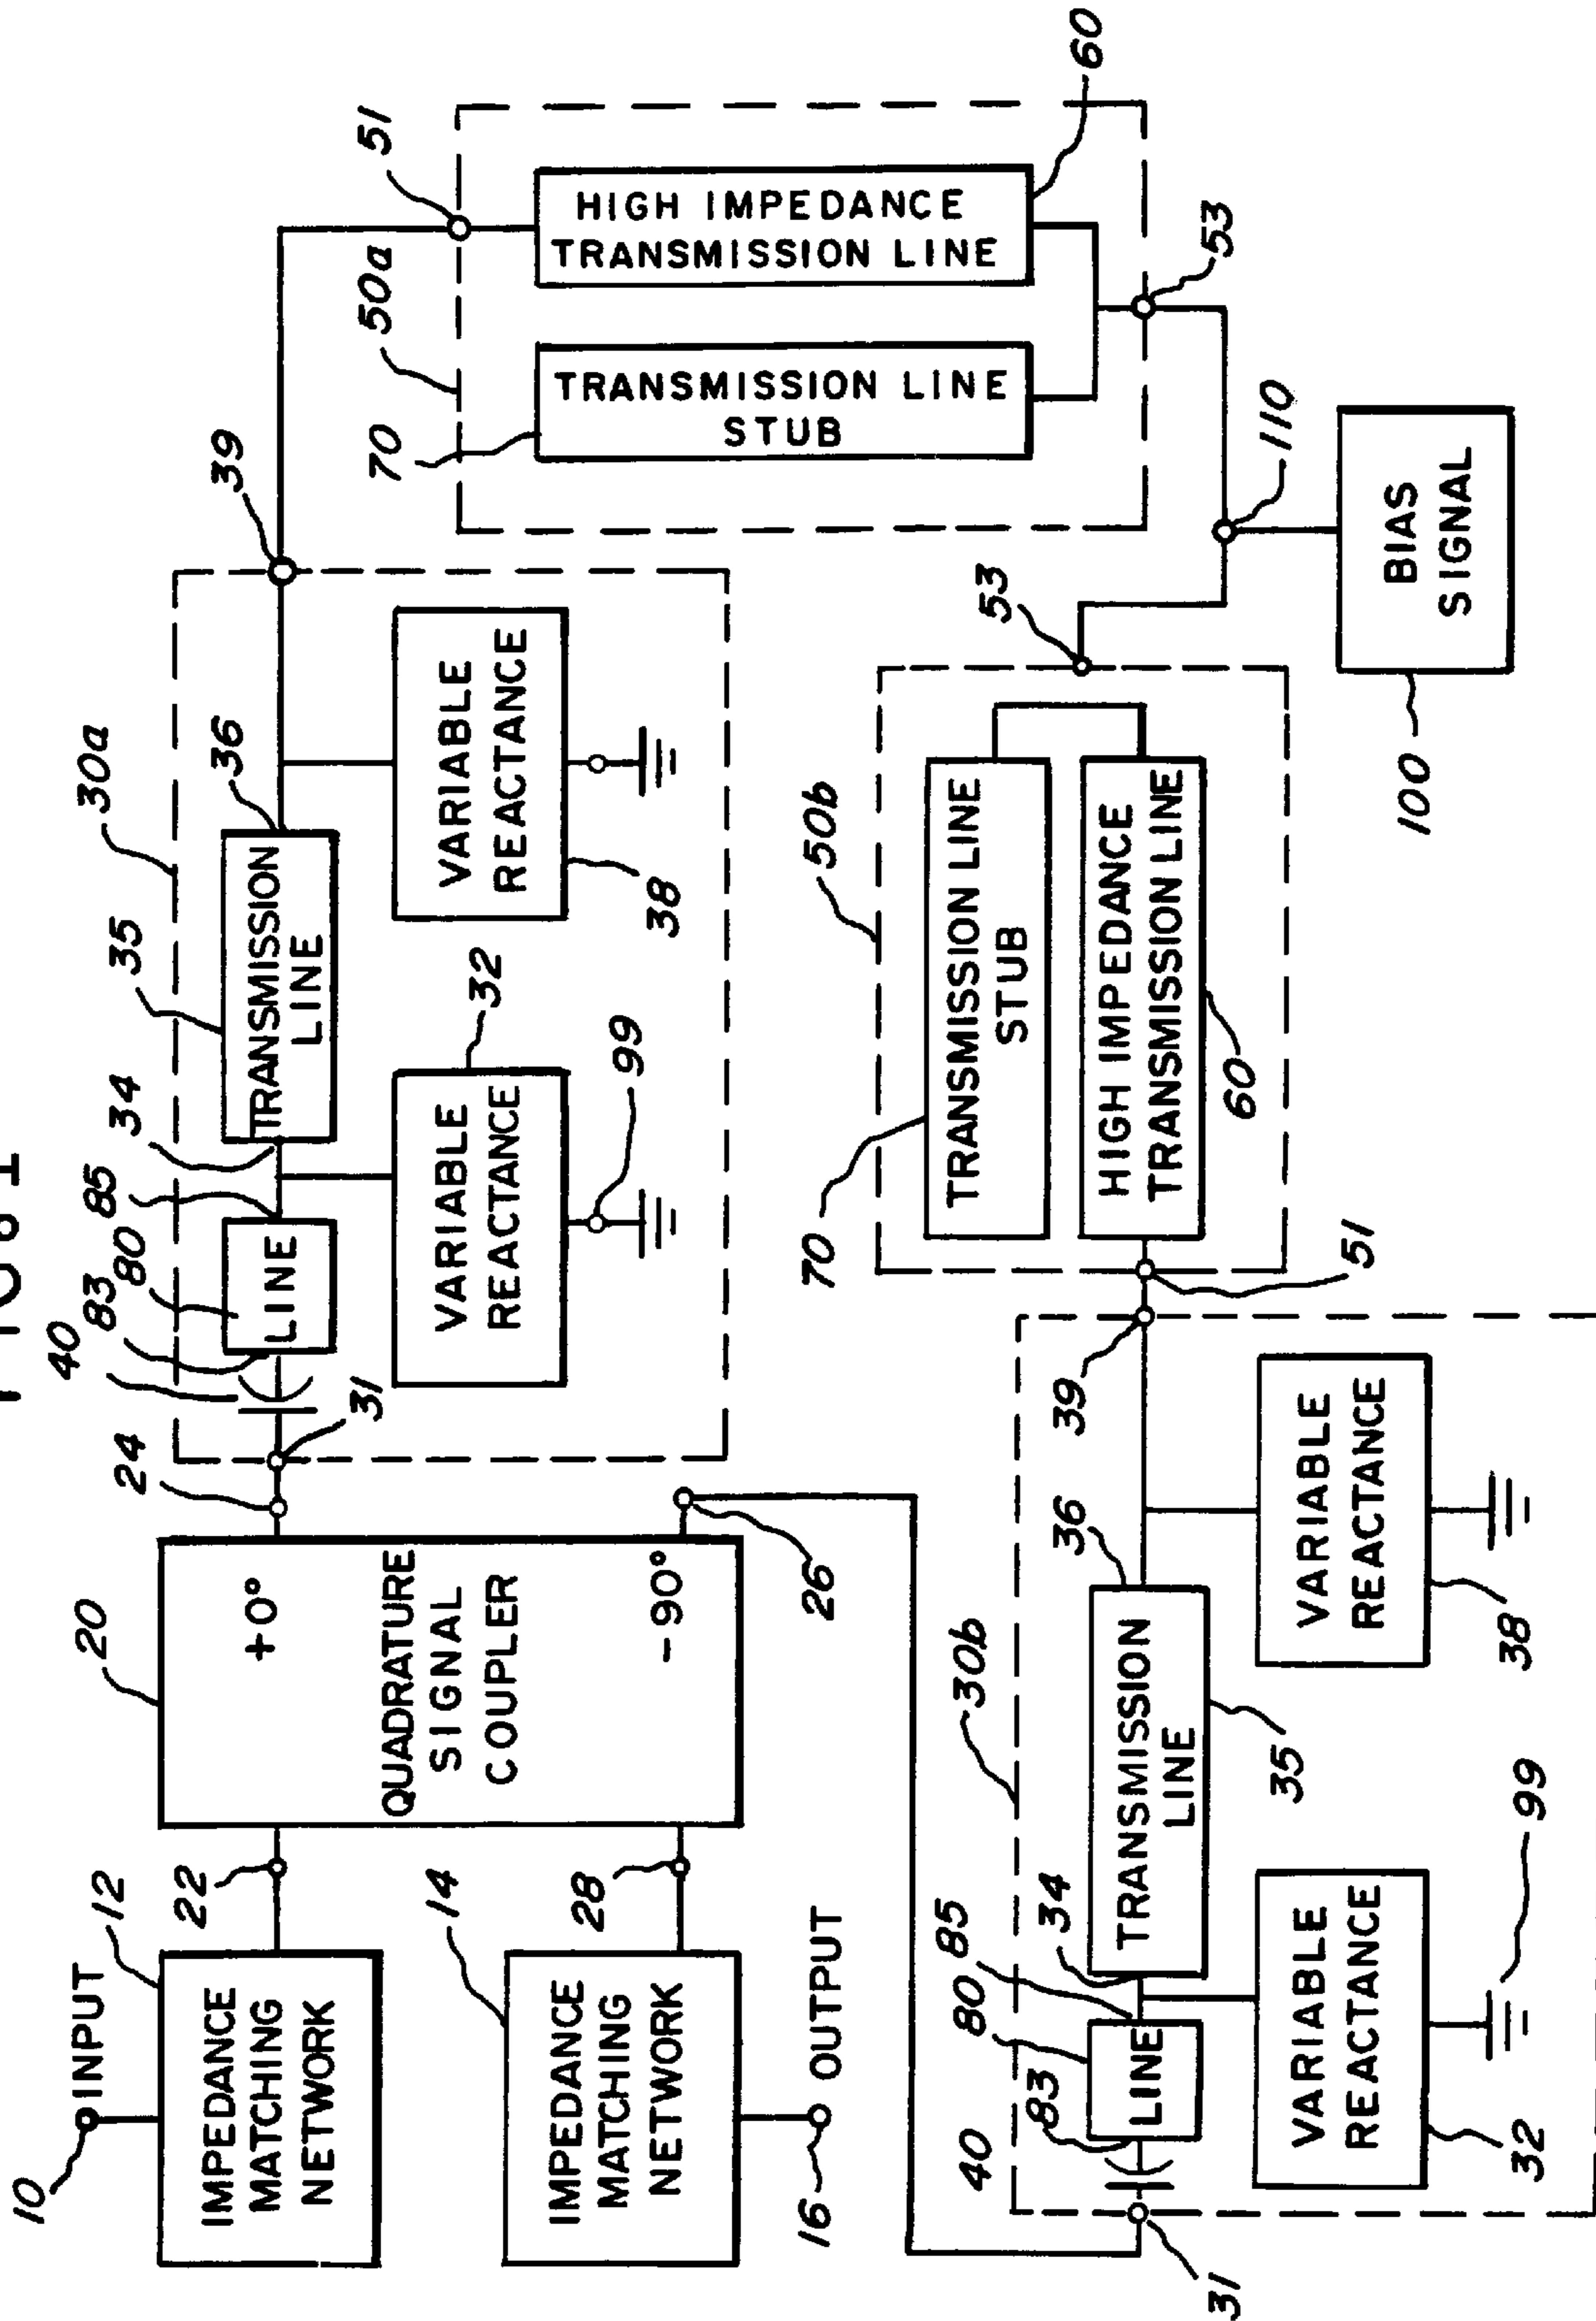 10
INPUT
12
IMPEDANCE
MATCHING
NETWORK
22
20
+0°
QUADRATURE
SIGNAL
COUPLER
-90°
24
26
14
IMPEDANCE
MATCHING
NETWORK
28
16
OUTPUT
30a
31
40
83
80
LINE
85
34
35
TRANSMISSION
LINE
36
39
VARIABLE
REACTANCE
32
99
VARIABLE
REACTANCE
38
50a
51
70
TRANSMISSION LINE
STUB
HIGH IMPEDANCE
TRANSMISSION LINE
60
53
30b
31
40
83
80
LINE
85
34
TRANSMISSION
LINE
35
36
39
VARIABLE
REACTANCE
32
99
VARIABLE
REACTANCE
38
50b
51
70
TRANSMISSION LINE
STUB
HIGH IMPEDANCE
TRANSMISSION LINE
60
53
110
100
BIAS
SIGNAL